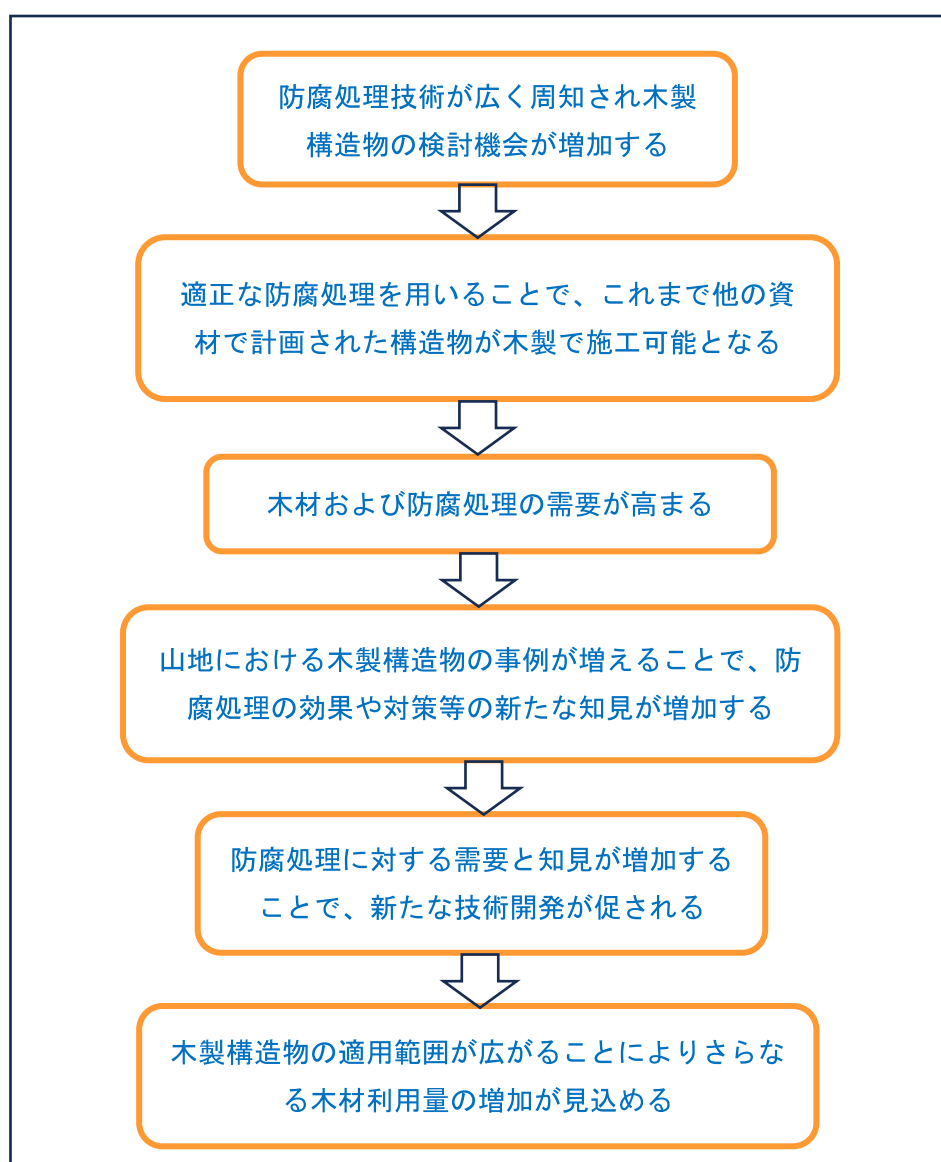 防腐処理技術が広く周知され木製
構造物の検討機会が増加する
適正な防腐処理を用いることで、これまで他の資
材で計画された構造物が木製で施工可能となる
木材および防腐処理の需要が高まる
山地における木製構造物の事例が増えることで、防
腐処理の効果や対策等の新たな知見が増加する
防腐処理に対する需要と知見が増加する
ことで、新たな技術開発が促される
木製構造物の適用範囲が広がることによりさらな
る木材利用量の増加が見込める